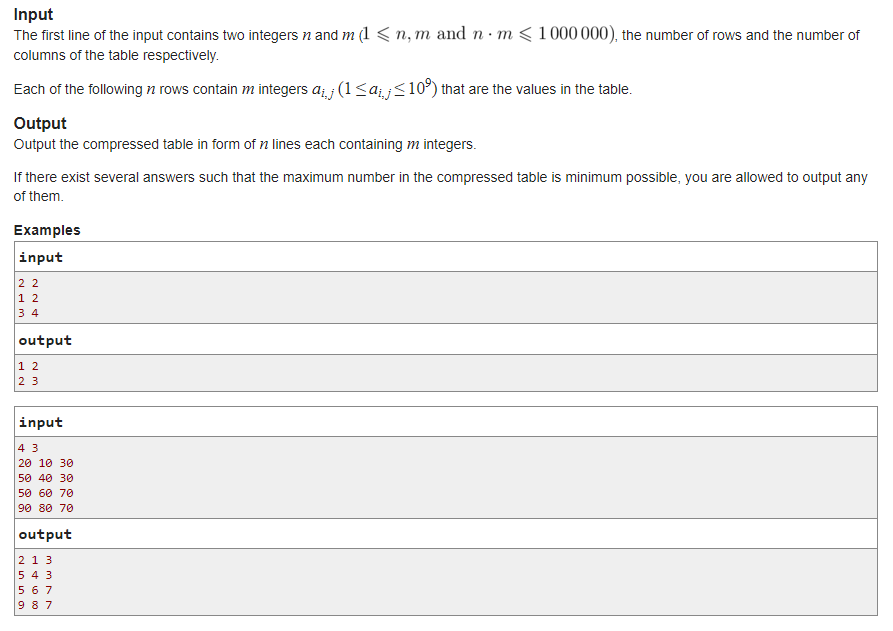 Input
The first line of the input contains two integers n and m (1 ⩽ n, m and n · m ⩽ 1 000 000), the number of rows and the number of
columns of the table respectively.
Each of the following n rows contain m integers a_{i, j} (1 ≤ a_{i, j} ≤ 10^9) that are the values in the table.
Output
Output the compressed table in form of n lines each containing m integers.
If there exist several answers such that the maximum number in the compressed table is minimum possible, you are allowed to output any
of them.
Examples
input
2 2
1 2
3 4
output
1 2
2 3
input
4 3
20 10 30
50 40 30
50 60 70
90 80 70
output
2 1 3
5 4 3
5 6 7
9 8 7